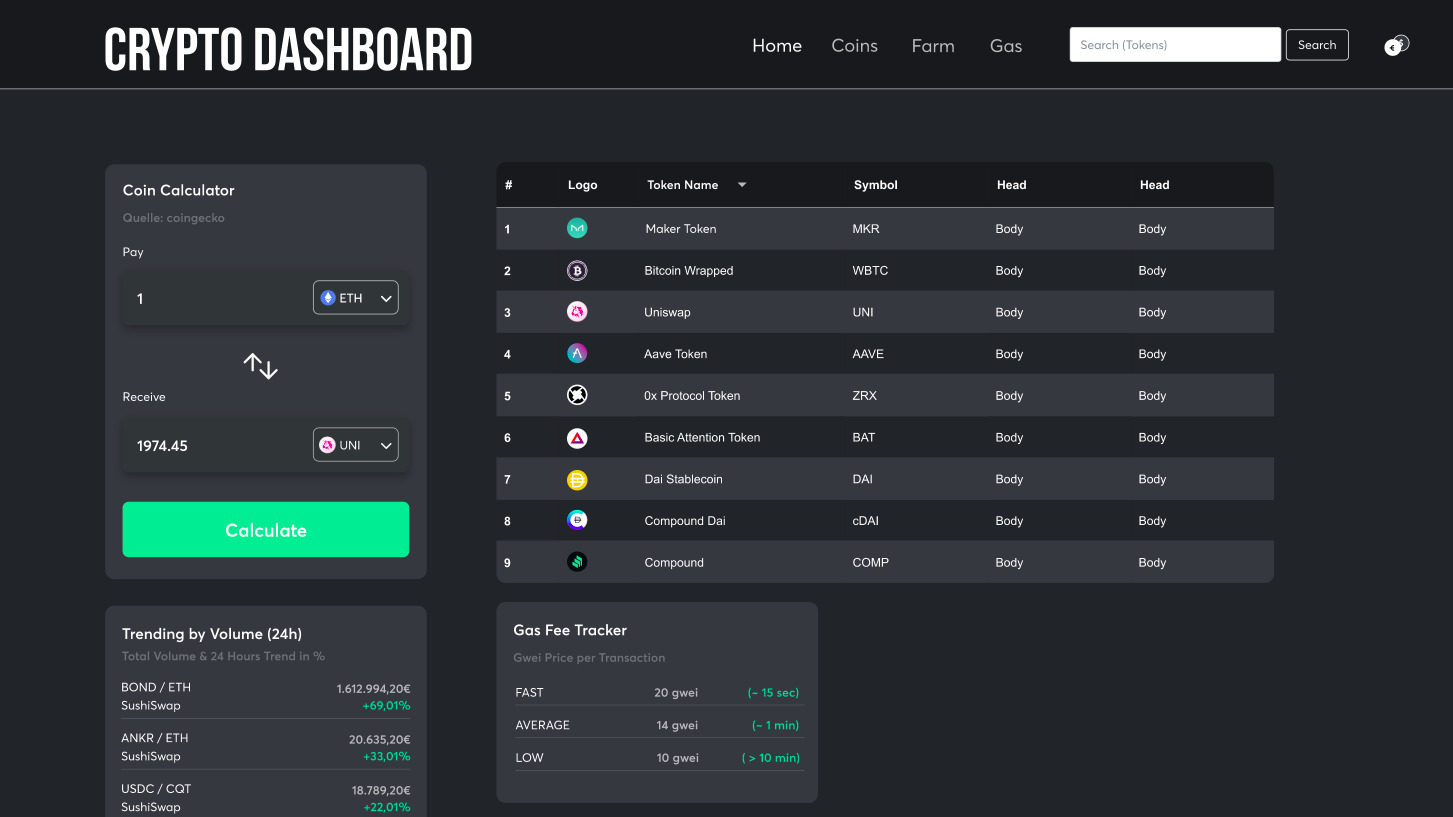 CRYPTO DASHBOARD
Home Coins Farm Gas
Search (Tokens) Search
€
Coin Calculator
Quelle: coingecko
Pay
1 ETH
Receive
1974.45 UNI
Calculate
Trending by Volume (24h)
Total Volume & 24 Hours Trend in %
BOND / ETH 1.612.994,20€
SushiSwap +69,01%
ANKR / ETH 20.635,20€
SushiSwap +33,01%
USDC / CQT 18.789,20€
SushiSwap +22,01%
# Logo Token Name Symbol Head Head
1 Maker Token MKR Body Body
2 Bitcoin Wrapped WBTC Body Body
3 Uniswap UNI Body Body
4 Aave Token AAVE Body Body
5 0x Protocol Token ZRX Body Body
6 Basic Attention Token BAT Body Body
7 Dai Stablecoin DAI Body Body
8 Compound Dai cDAI Body Body
9 Compound COMP Body Body
Gas Fee Tracker
Gwei Price per Transaction
FAST 20 gwei (~ 15 sec)
AVERAGE 14 gwei (~ 1 min)
LOW 10 gwei ( > 10 min)